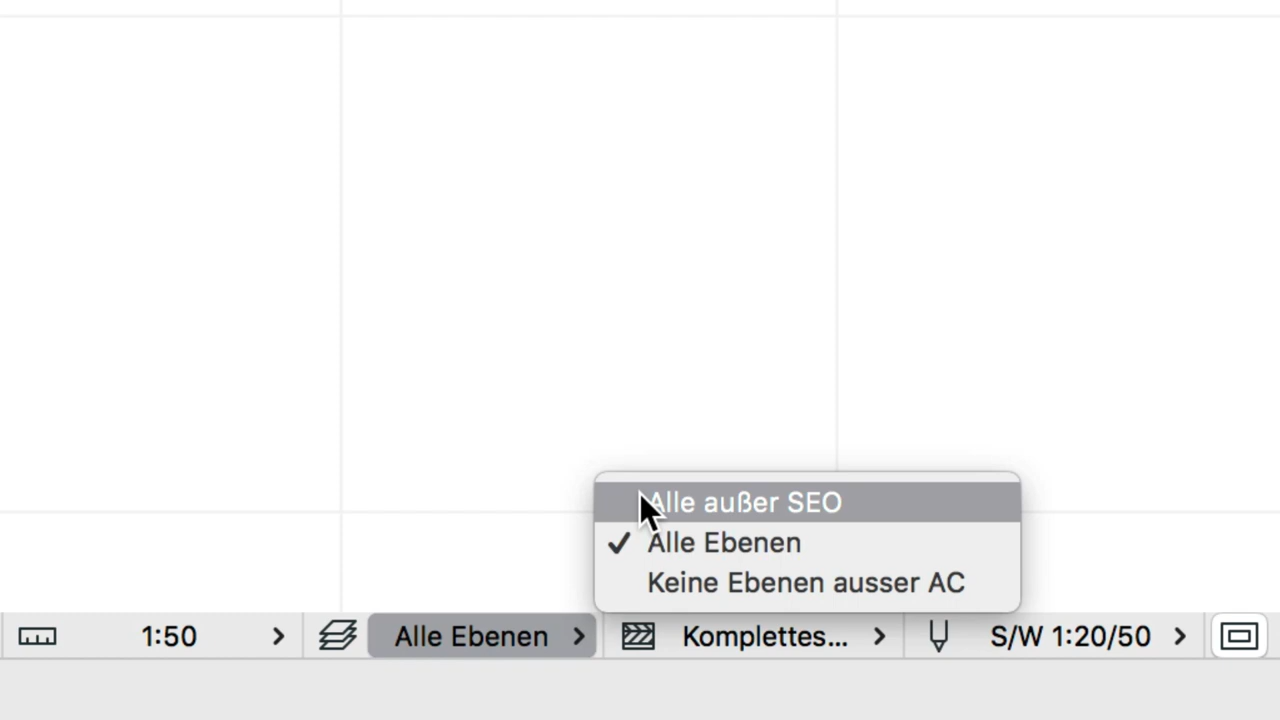 Alle außer SEO
Alle Ebenen
Keine Ebenen ausser AC
1:50
Alle Ebenen
Komplettes...
S/W 1:20/50